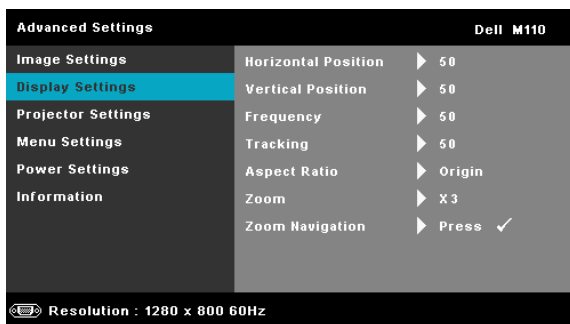 Advanced Settings Dell M110
Image Settings
Display Settings
Projector Settings
Menu Settings
Power Settings
Information
Horizontal Position 50
Vertical Position 50
Frequency 50
Tracking 50
Aspect Ratio Origin
Zoom X3
Zoom Navigation Press ✓
Resolution : 1280 x 800 60Hz